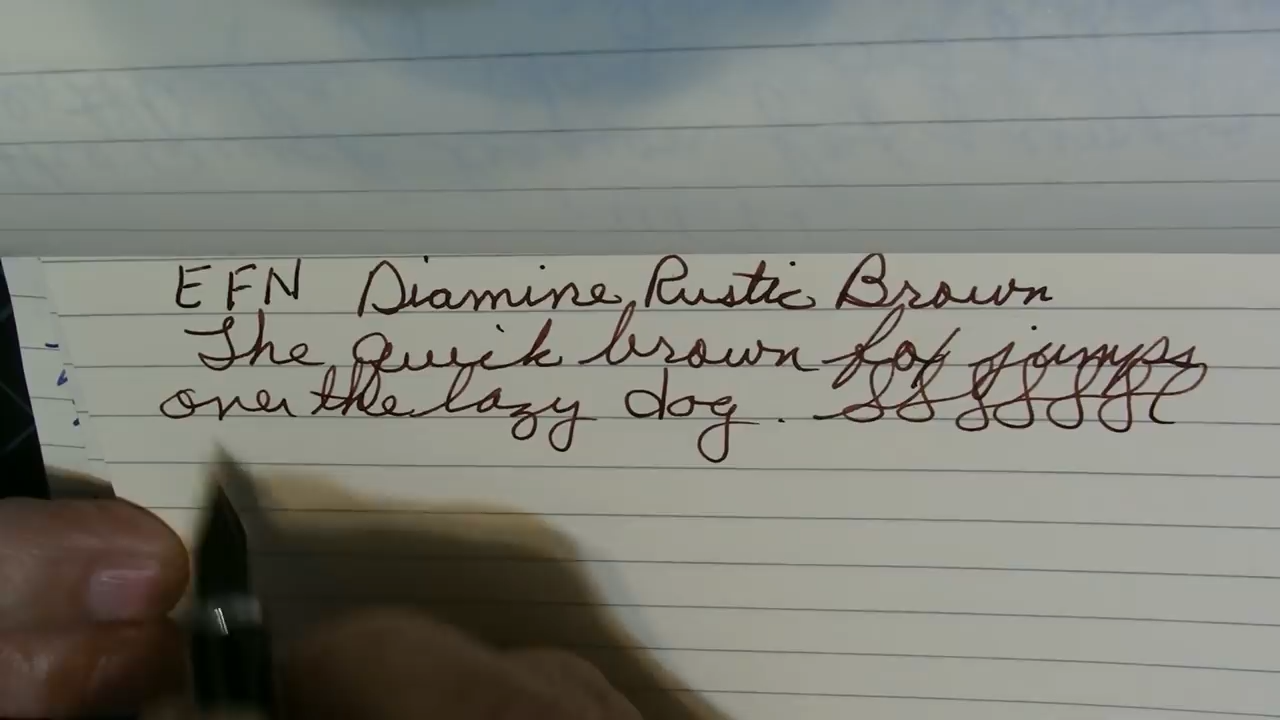 EFN Diamine Rustic Brown
The quick brown fox jumps
over the lazy dog.